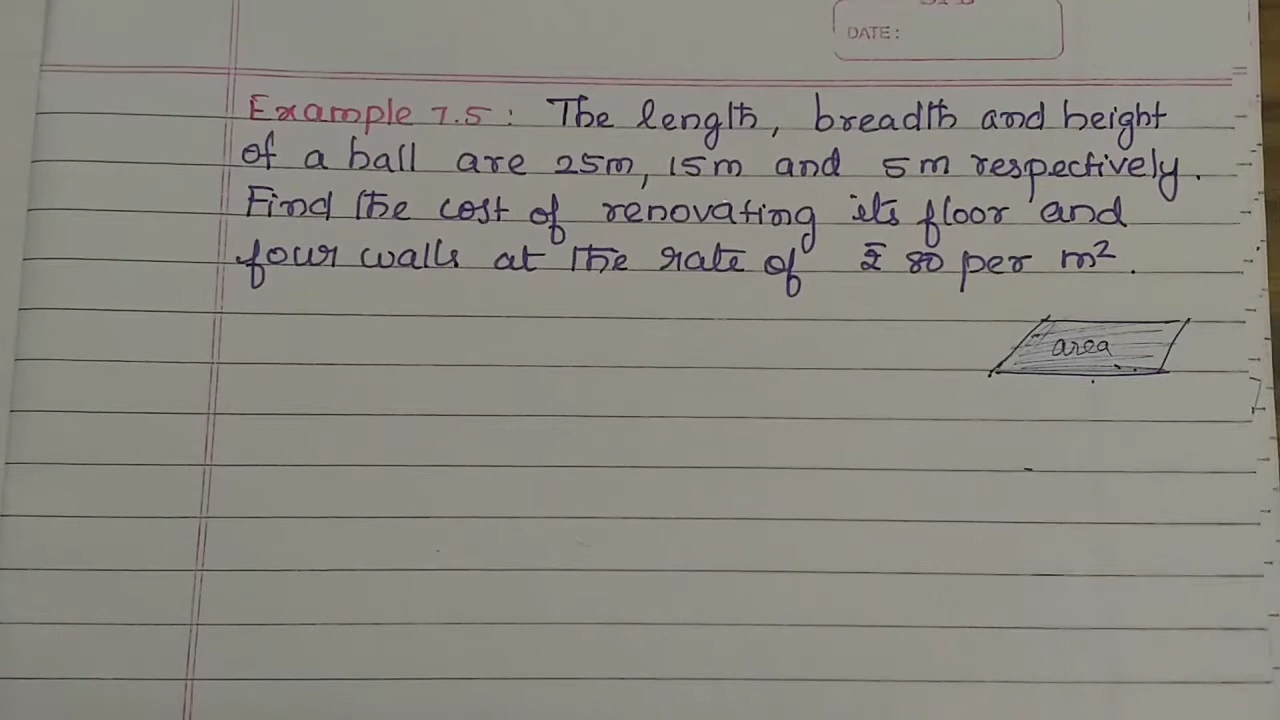 DATE:
Example 7.5: The length, breadth and height
of a hall are 25m, 15m and 5m respectively.
Find the cost of renovating its floor and
four walls at the rate of ₹ 80 per m².
area